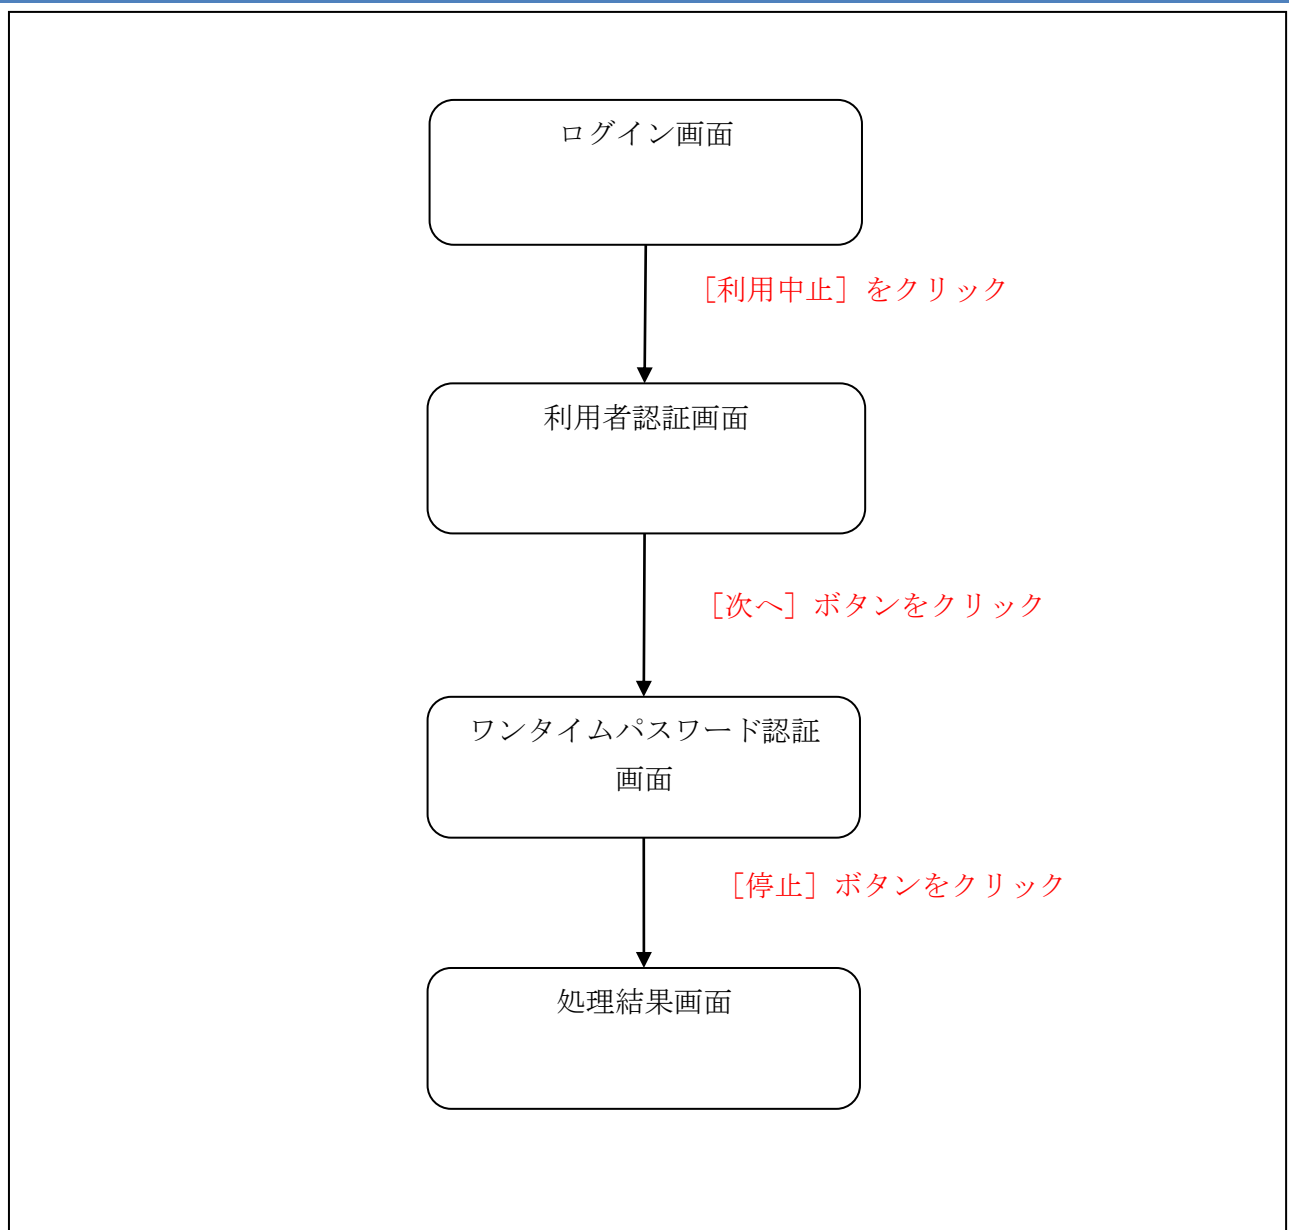 ログイン画面
［利用中止］をクリック
利用者認証画面
［次へ］ボタンをクリック
ワンタイムパスワード認証
画面
［停止］ボタンをクリック
処理結果画面